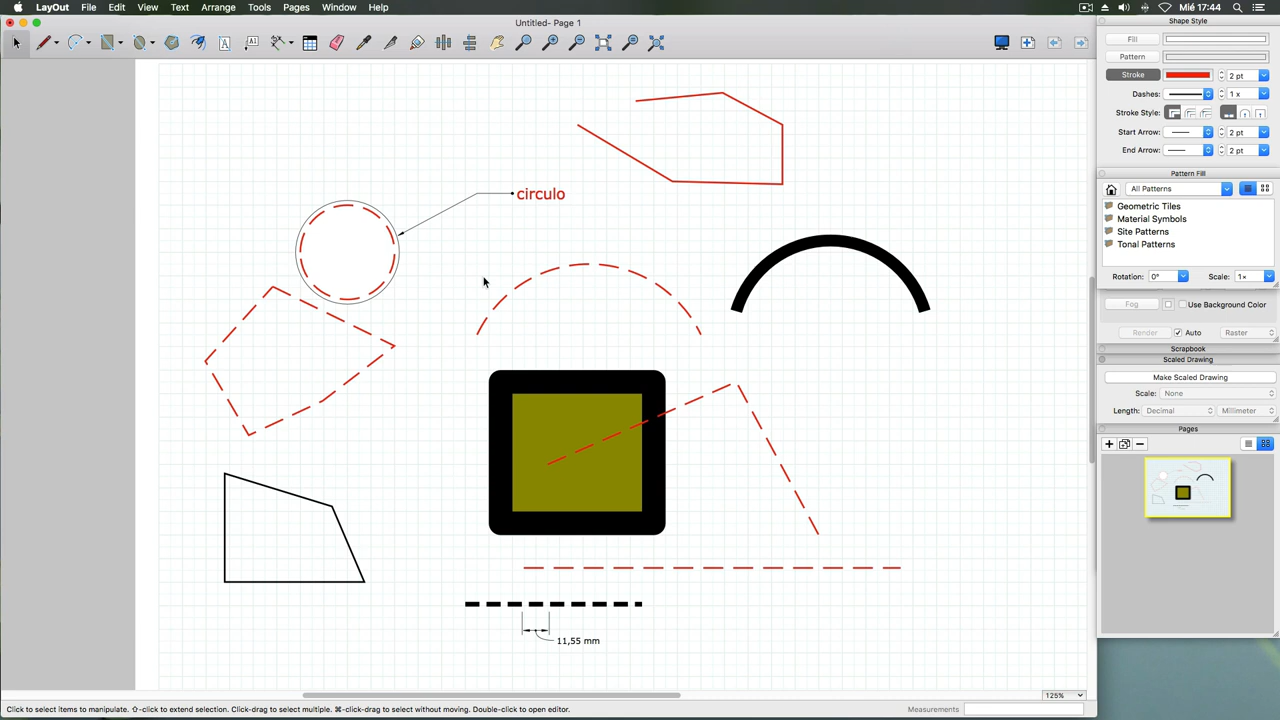 LayOut File Edit View Text Arrange Tools Pages Window Help Mié 17:44
Untitled- Page 1
Shape Style
Fill
Pattern
Stroke 2 pt
Dashes: 1 x
Stroke Style:
Start Arrow: 2 pt
End Arrow: 2 pt
Pattern Fill
All Patterns
Geometric Tiles
Material Symbols
Site Patterns
Tonal Patterns
Rotation: 0° Scale: 1×
Fog Use Background Color
Render Auto Raster
Scrapbook
Scaled Drawing
Make Scaled Drawing
Scale: None
Length: Decimal Millimeter
Pages
circulo
11,55 mm
125%
Click to select items to manipulate. ⇧-click to extend selection. Click-drag to select multiple. ⌘-click to select without moving. Double-click to open editor. Measurements